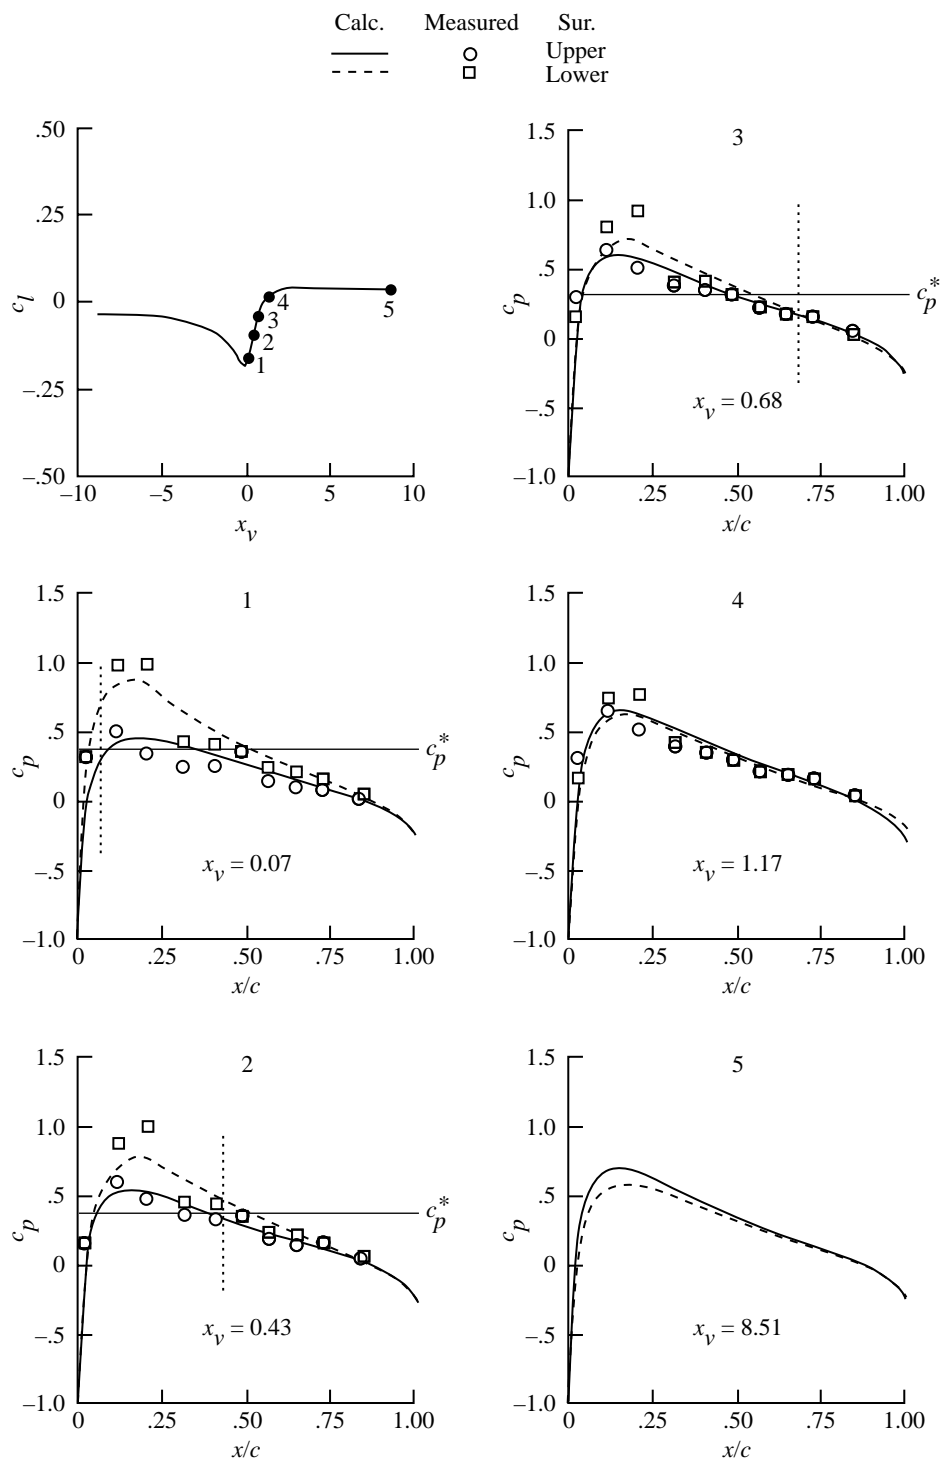 Calc. Measured Sur.
Upper
Lower
.50
.25
0
–.25
–.50
c_l
–10 –5 0 5 10
x_v
1
2
3
4
5
3
1.5
1.0
.5
0
–.5
–1.0
c_p
c_p^*
x_v = 0.68
0 .25 .50 .75 1.00
x/c
1
1.5
1.0
.5
0
–.5
–1.0
c_p
c_p^*
x_v = 0.07
0 .25 .50 .75 1.00
x/c
4
1.5
1.0
.5
0
–.5
–1.0
c_p
x_v = 1.17
0 .25 .50 .75 1.00
x/c
2
1.5
1.0
.5
0
–.5
–1.0
c_p
c_p^*
x_v = 0.43
0 .25 .50 .75 1.00
x/c
5
1.5
1.0
.5
0
–.5
–1.0
c_p
x_v = 8.51
0 .25 .50 .75 1.00
x/c